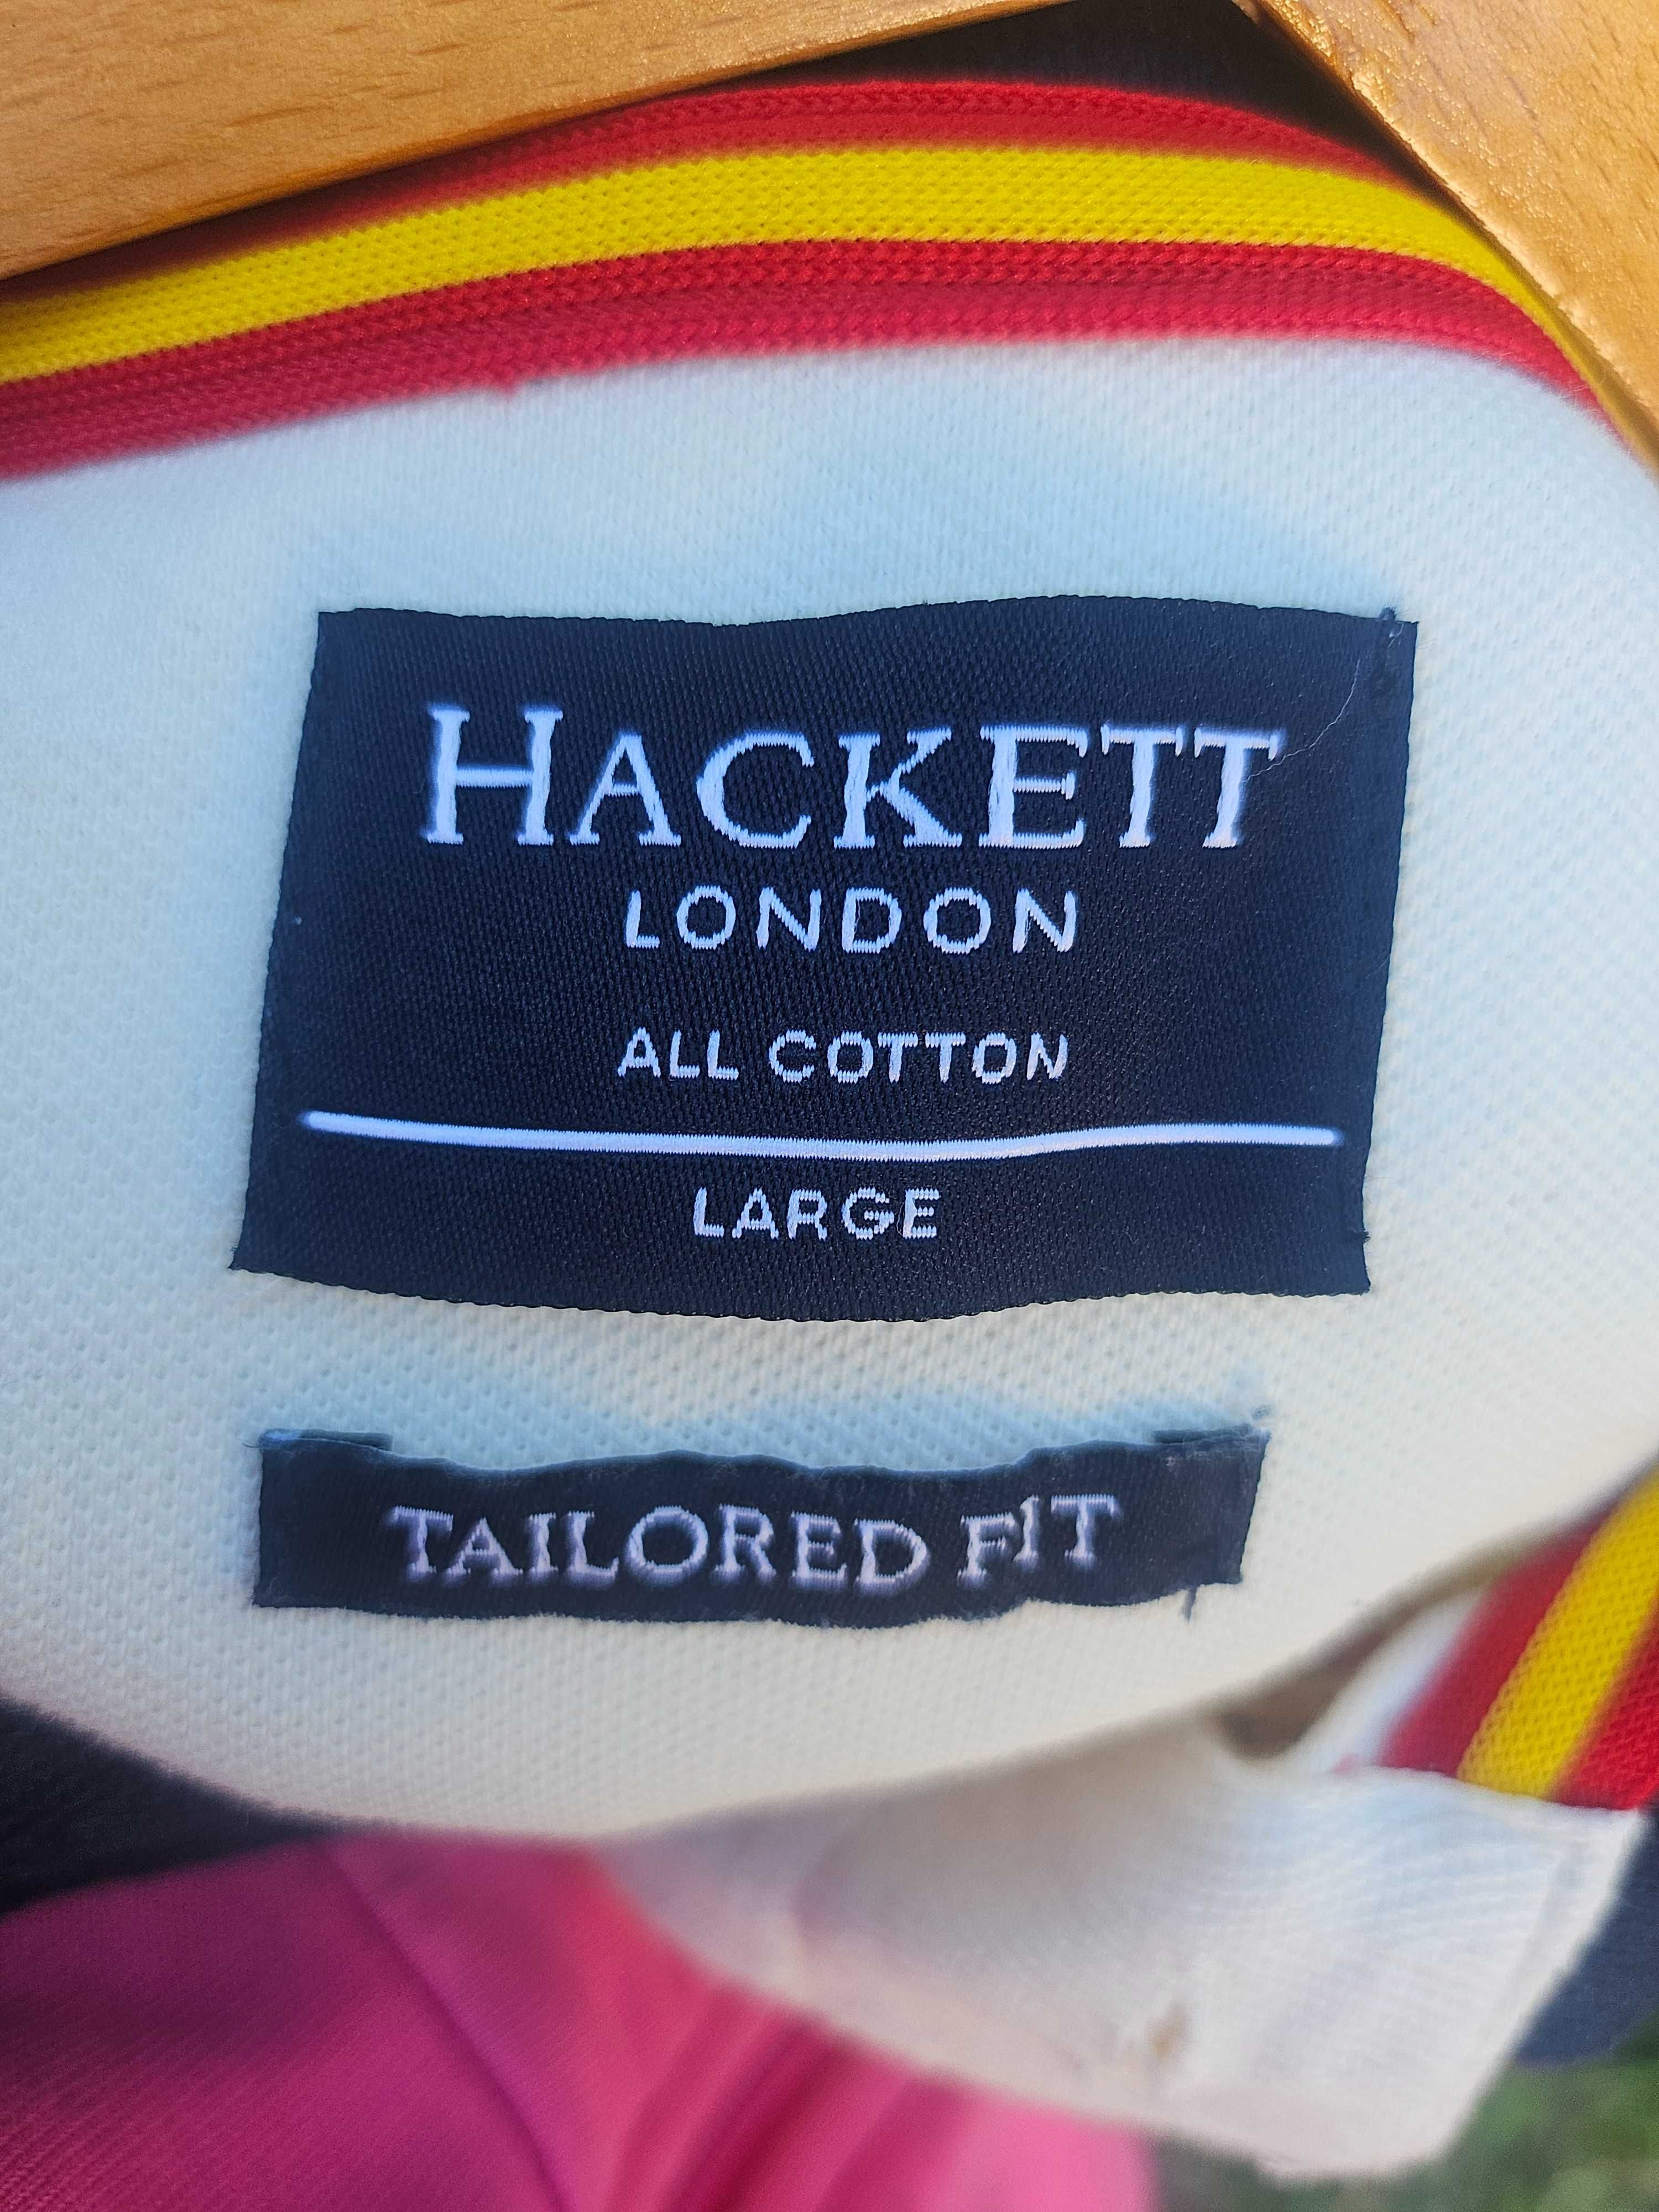 HACKETT
LONDON
ALL COTTON
LARGE
TAILORED FIT